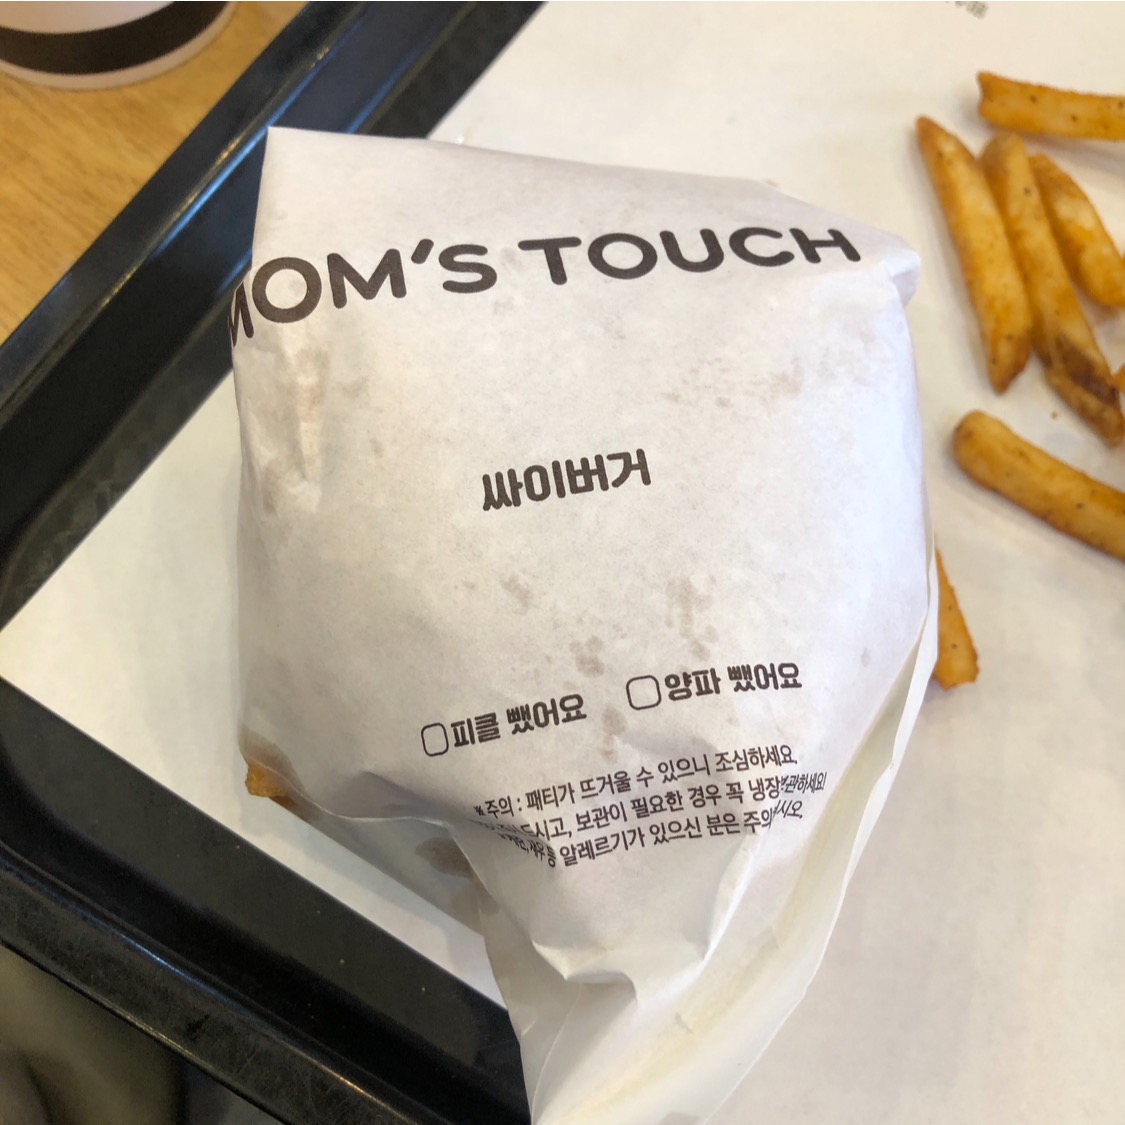 MOM'S TOUCH
싸이버거
피클 뺐어요 양파 뺐어요
※주의 : 패티가 뜨거울 수 있으니 조심하세요.
드시고, 보관이 필요한 경우 꼭 냉장보관하세요!
알레르기가 있으신 분은 주의